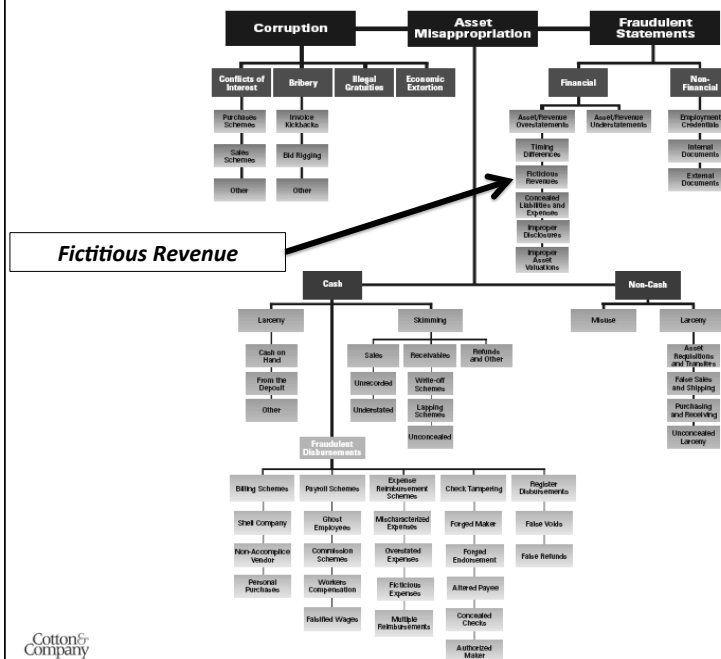 Corruption
Asset
Misappropriation
Fraudulent
Statements
Conflicts of
Interest
Bribery
Illegal
Gratuities
Economic
Extortion
Financial
Non-
Financial
Purchases
Schemes
Invoice
Kickbacks
Asset/Revenue
Overstatements
Asset/Revenue
Understatements
Employment
Credentials
Sales
Schemes
Bid Rigging
Timing
Differences
Internal
Documents
Other
Other
Ficticious
Revenues
External
Documents
Concealed
Liabilities and
Expenses
Improper
Disclosures
Improper
Asset
Valuations
Fictitious Revenue
Cash
Non-Cash
Larceny
Skimming
Misuse
Larceny
Cash on
Hand
Sales
Receivables
Refunds
and Other
Asset
Requisitions
and Transfers
From the
Deposit
Unrecorded
Write-off
Schemes
False Sales
and Shipping
Other
Understated
Lapping
Schemes
Purchasing
and Receiving
Unconcealed
Unconcealed
Larceny
Fraudulent
Disbursements
Billing Schemes
Payroll Schemes
Expense
Reimbursement
Schemes
Check Tampering
Register
Disbursements
Shell Company
Ghost
Employees
Mischaracterized
Expenses
Forged Maker
False Voids
Non-Accomplice
Vendor
Commission
Schemes
Overstated
Expenses
Forged
Endorsement
False Refunds
Personal
Purchases
Workers
Compensation
Ficticious
Expenses
Altered Payee
Falsified Wages
Multiple
Reimbursements
Concealed
Checks
Authorized
Maker
Cotton&
Company